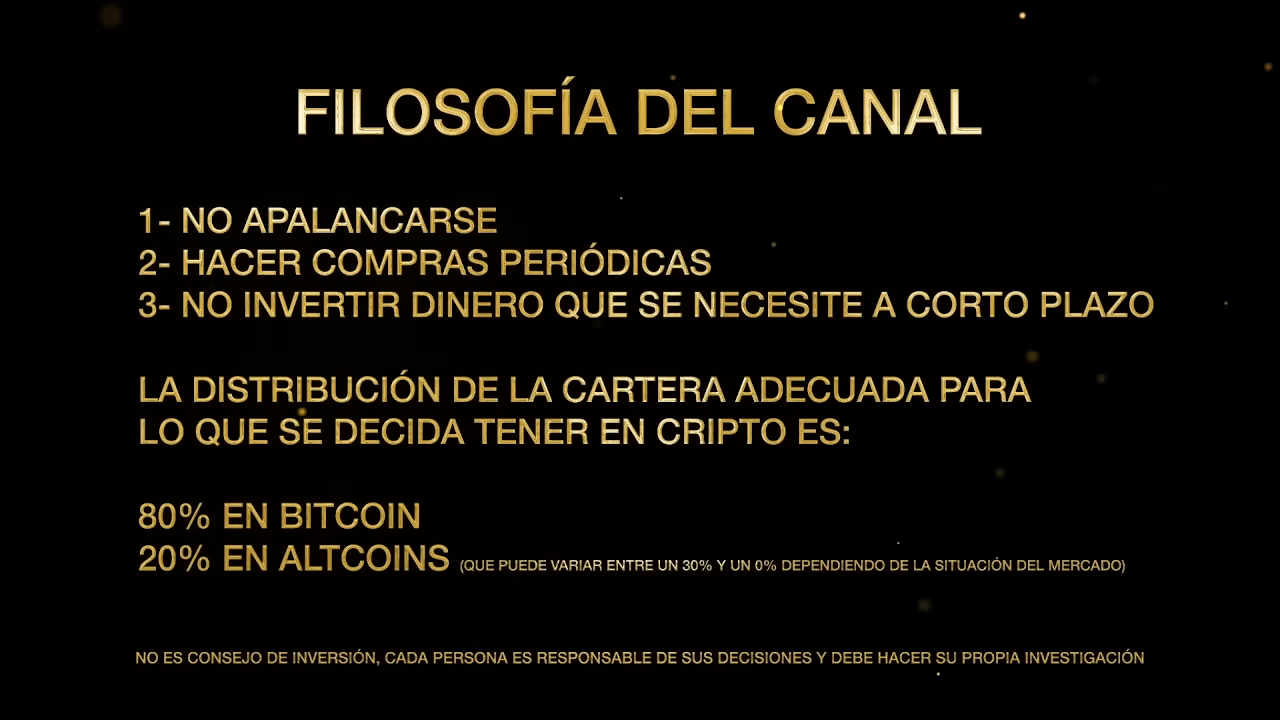 FILOSOFÍA DEL CANAL
1- NO APALANCARSE
2- HACER COMPRAS PERIÓDICAS
3- NO INVERTIR DINERO QUE SE NECESITE A CORTO PLAZO
LA DISTRIBUCIÓN DE LA CARTERA ADECUADA PARA
LO QUE SE DECIDA TENER EN CRIPTO ES:
80% EN BITCOIN
20% EN ALTCOINS (QUE PUEDE VARIAR ENTRE UN 30% Y UN 0% DEPENDIENDO DE LA SITUACIÓN DEL MERCADO)
NO ES CONSEJO DE INVERSIÓN, CADA PERSONA ES RESPONSABLE DE SUS DECISIONES Y DEBE HACER SU PROPIA INVESTIGACIÓN